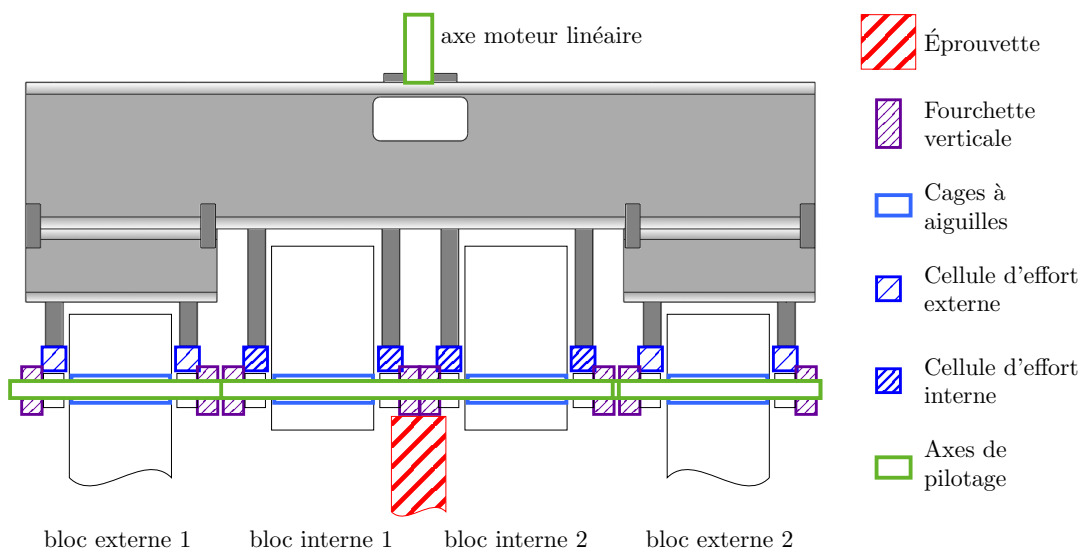 axe moteur linéaire
Éprouvette
Fourchette
verticale
Cages à
aiguilles
Cellule d'effort
externe
Cellule d'effort
interne
Axes de
pilotage
bloc externe 1
bloc interne 1
bloc interne 2
bloc externe 2